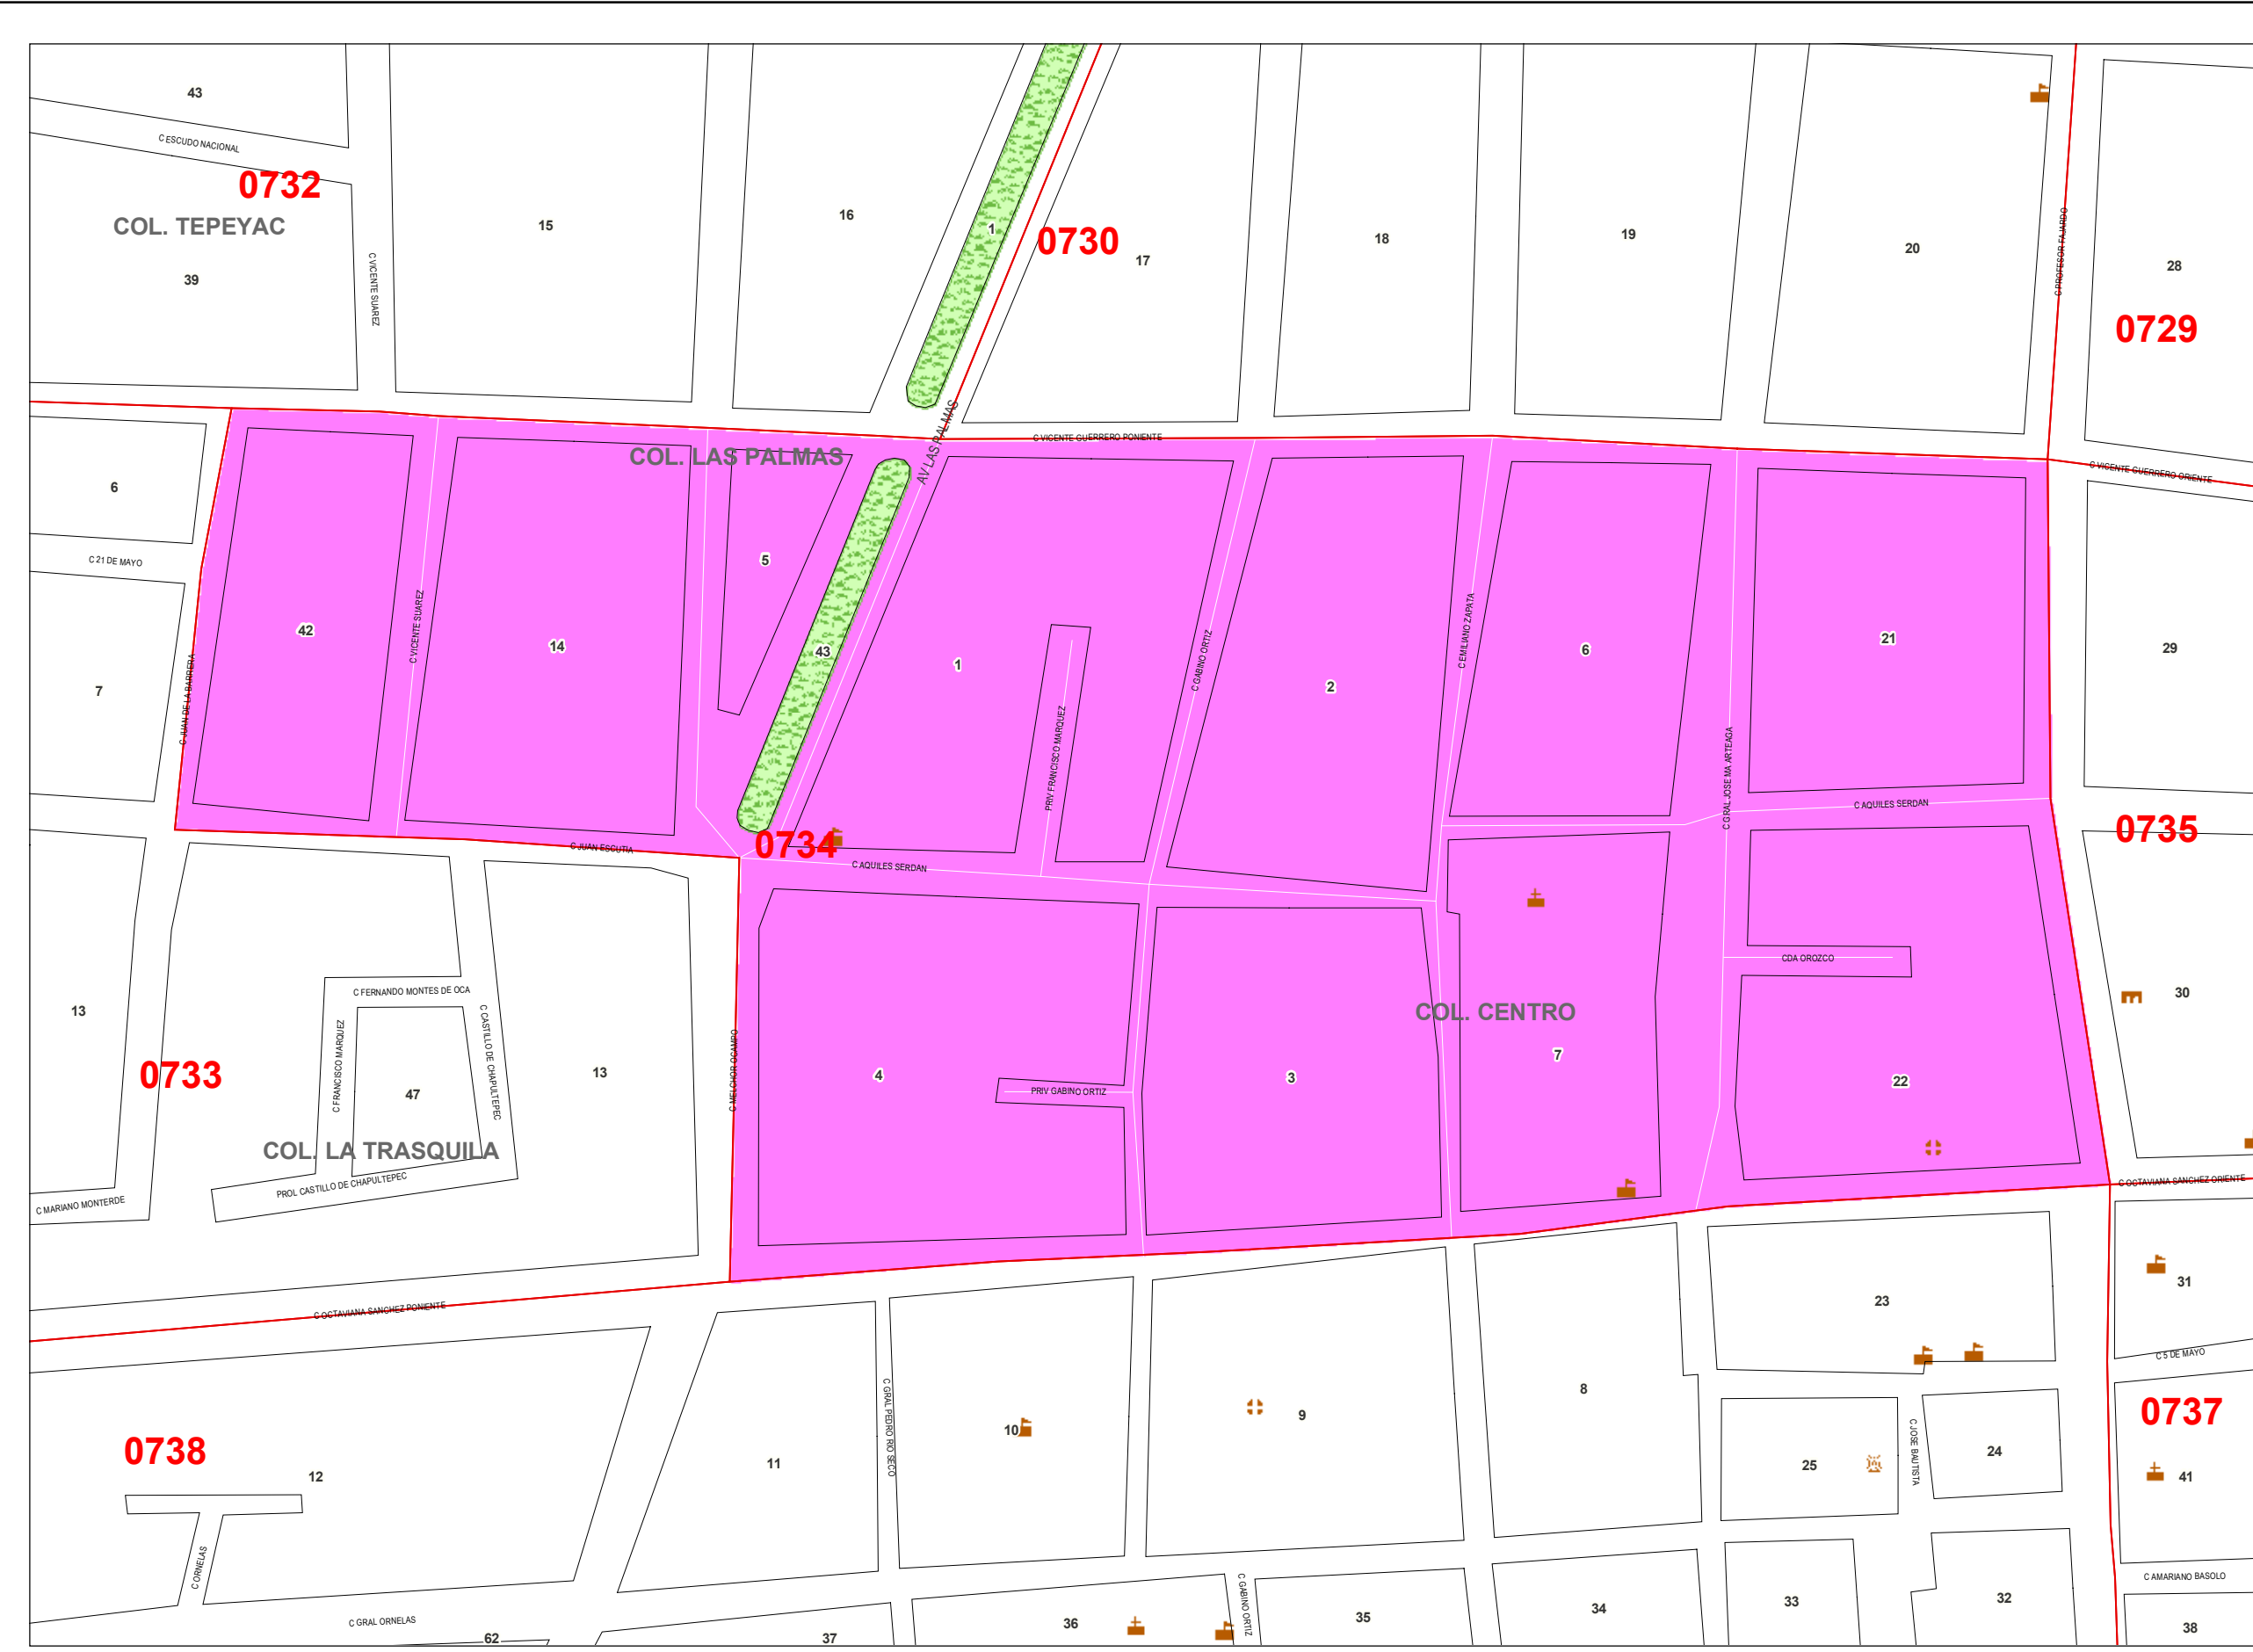 43
C ESCUDO NACIONAL
0732
COL. TEPEYAC
39
C VICENTE SUAREZ
15
16
1
0730
17
18
19
20
C PROFESOR FAJARDO
28
0729
C VICENTE GUERRERO PONIENTE
C VICENTE GUERRERO ORIENTE
COL. LAS PALMAS
AV LAS PALMAS
6
C 21 DE MAYO
7
C JUAN DE LA BARRERA
42
C VICENTE SUAREZ
14
5
43
1
PRIV FRANCISCO MARQUEZ
C GABINO ORTIZ
2
C EMILIANO ZAPATA
6
C GRAL JOSE MA ARTEAGA
21
29
C AQUILES SERDAN
0735
C JUAN ESCUTIA
0734
C AQUILES SERDAN
CDA OROZCO
30
13
C FERNANDO MONTES DE OCA
C FRANCISCO MARQUEZ
C CASTILLO DE CHAPULTEPEC
47
13
0733
COL. LA TRASQUILA
PROL CASTILLO DE CHAPULTEPEC
C MARIANO MONTERDE
C MELCHOR OCAMPO
4
PRIV GABINO ORTIZ
3
COL. CENTRO
7
22
C OCTAVIANA SANCHEZ ORIENTE
C OCTAVIANA SANCHEZ PONIENTE
23
31
C 5 DE MAYO
0738
12
11
C GRAL PEDRO RIO SECO
10
9
8
25
C JOSE BAUTISTA
24
0737
41
C ORNELAS
C GRAL ORNELAS
62
37
36
C GABINO ORTIZ
35
34
33
32
C AMARIANO BASOLO
38